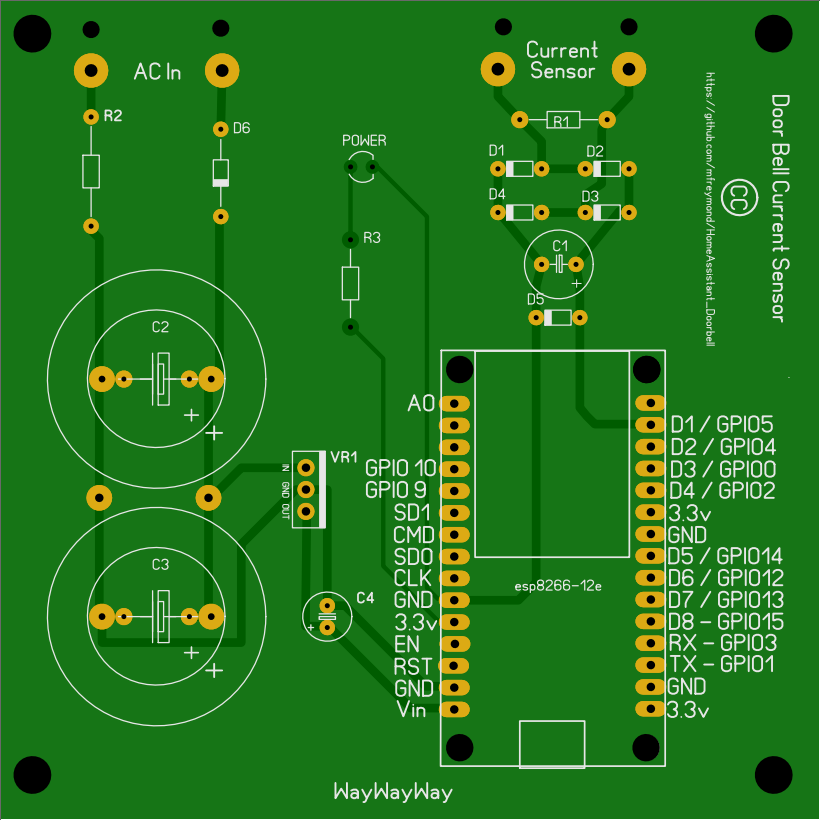 AC In
Current
Sensor
R2
D6
POWER
R1
D1
D2
D4
D3
C1
+
R3
D5
C2
+
+
VR1
IN
GND
OUT
C3
+
+
C4
+
A0
GPIO 10
GPIO 9
SD1
CMD
SD0
CLK
GND
3.3v
EN
RST
GND
Vin
esp8266-12e
D1 / GPIO5
D2 / GPIO4
D3 / GPIO0
D4 / GPIO2
3.3v
GND
D5 / GPIO14
D6 / GPIO12
D7 / GPIO13
D8 - GPIO15
RX - GPIO3
TX - GPIO1
GND
3.3v
Door Bell Current Sensor
CC
https://github.com/mfreymond/HomeAssistant_Doorbell
WayWayWay